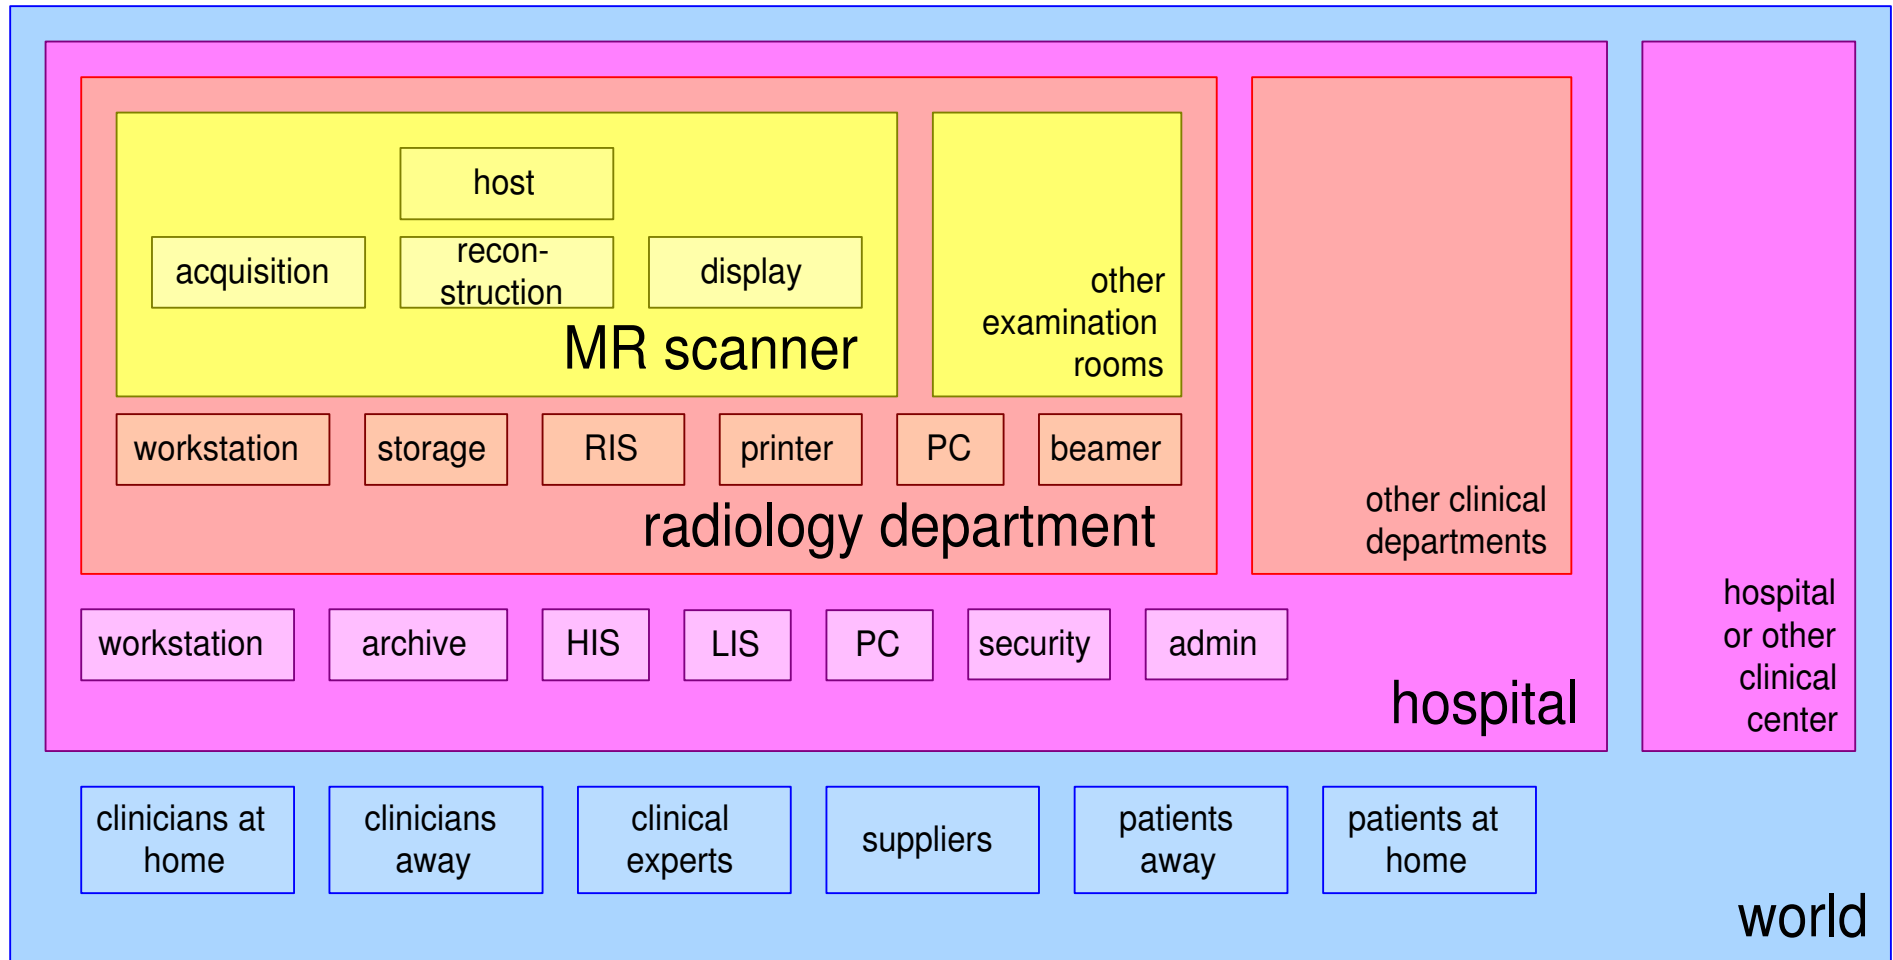 host
acquisition
recon-
struction
display
MR scanner
other
examination
rooms
workstation
storage
RIS
printer
PC
beamer
radiology department
other clinical
departments
workstation
archive
HIS
LIS
PC
security
admin
hospital
hospital
or other
clinical
center
clinicians at
home
clinicians
away
clinical
experts
suppliers
patients
away
patients at
home
world